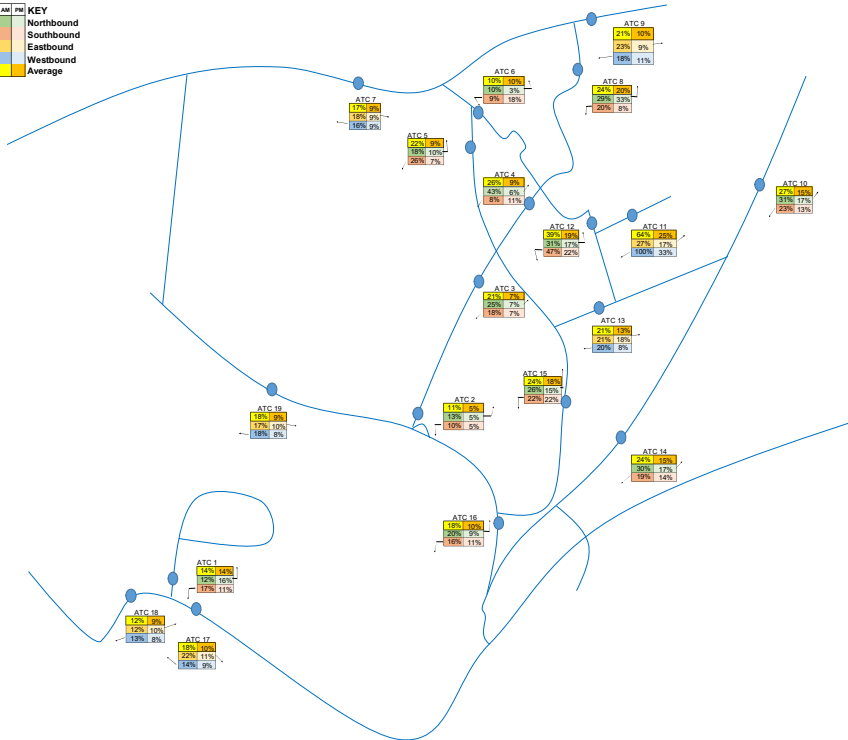 AM PM KEY
Northbound
Southbound
Eastbound
Westbound
Average
ATC 9
21% 10%
23% 9%
18% 11%
ATC 6
10% 10%
10% 3%
9% 18%
ATC 8
24% 20%
29% 33%
20% 8%
ATC 7
17% 9%
18% 9%
16% 9%
ATC 5
22% 9%
18% 10%
26% 7%
ATC 4
26% 9%
43% 6%
8% 11%
ATC 10
27% 15%
31% 17%
23% 13%
ATC 12
39% 19%
31% 17%
47% 22%
ATC 11
64% 25%
27% 17%
100% 33%
ATC 3
21% 7%
25% 7%
18% 7%
ATC 13
21% 13%
21% 18%
20% 8%
ATC 15
24% 18%
26% 15%
22% 22%
ATC 2
11% 5%
13% 5%
10% 5%
ATC 19
18% 9%
17% 10%
18% 8%
ATC 14
24% 15%
30% 17%
19% 14%
ATC 16
18% 10%
20% 9%
16% 11%
ATC 1
14% 14%
12% 16%
17% 11%
ATC 18
12% 9%
12% 10%
13% 8%
ATC 17
18% 10%
22% 11%
14% 9%